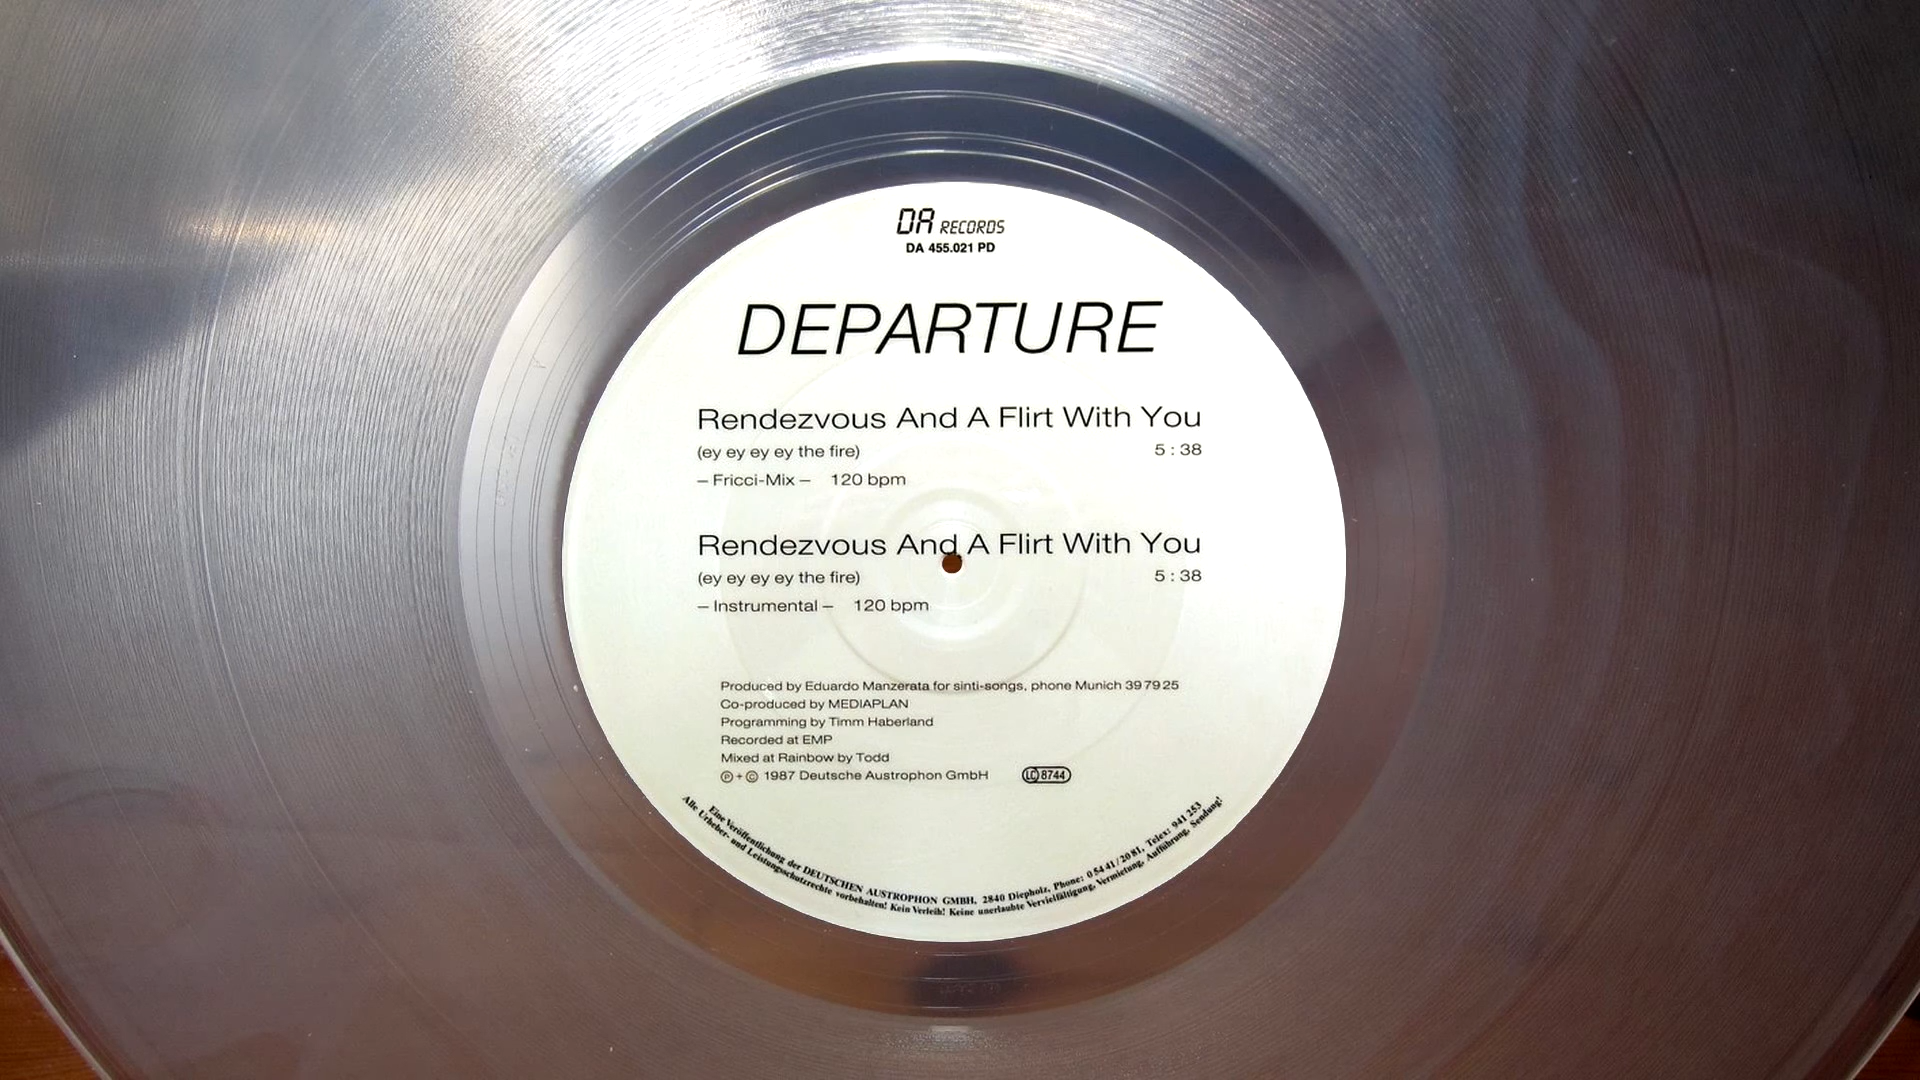 DA RECORDS
DA 455.021 PD
DEPARTURE
Rendezvous And A Flirt With You
(ey ey ey ey the fire) 5 : 38
– Fricci-Mix – 120 bpm
Rendezvous And A Flirt With You
(ey ey ey ey the fire) 5 : 38
– Instrumental – 120 bpm
Produced by Eduardo Manzerata for sinti-songs, phone Munich 39 79 25
Co-produced by MEDIAPLAN
Programming by Timm Haberland
Recorded at EMP
Mixed at Rainbow by Todd
Ⓟ + Ⓒ 1987 Deutsche Austrophon GmbH LC 8744
Eine Veröffentlichung der DEUTSCHEN AUSTROPHON GMBH, 2840 Diepholz, Phone: 0 54 41 / 20 81, Telex: 941 253
Alle Urheber- und Leistungsschutzrechte vorbehalten! Kein Verleih! Keine unerlaubte Vervielfältigung, Vermietung, Aufführung, Sendung!